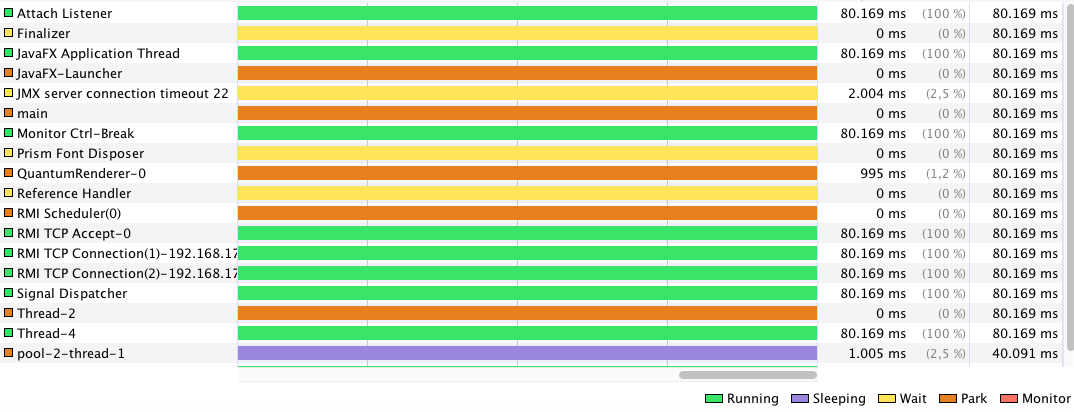 Attach Listener 80.169 ms (100 %) 80.169 ms
Finalizer 0 ms (0 %) 80.169 ms
JavaFX Application Thread 80.169 ms (100 %) 80.169 ms
JavaFX-Launcher 0 ms (0 %) 80.169 ms
JMX server connection timeout 22 2.004 ms (2,5 %) 80.169 ms
main 0 ms (0 %) 80.169 ms
Monitor Ctrl-Break 80.169 ms (100 %) 80.169 ms
Prism Font Disposer 0 ms (0 %) 80.169 ms
QuantumRenderer-0 995 ms (1,2 %) 80.169 ms
Reference Handler 0 ms (0 %) 80.169 ms
RMI Scheduler(0) 0 ms (0 %) 80.169 ms
RMI TCP Accept-0 80.169 ms (100 %) 80.169 ms
RMI TCP Connection(1)-192.168.17 80.169 ms (100 %) 80.169 ms
RMI TCP Connection(2)-192.168.17 80.169 ms (100 %) 80.169 ms
Signal Dispatcher 80.169 ms (100 %) 80.169 ms
Thread-2 0 ms (0 %) 80.169 ms
Thread-4 80.169 ms (100 %) 80.169 ms
pool-2-thread-1 1.005 ms (2,5 %) 40.091 ms
Running Sleeping Wait Park Monitor